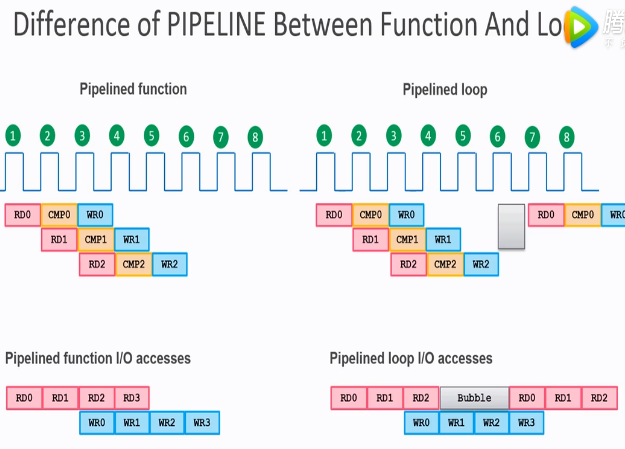 Difference of PIPELINE Between Function And Lo
腾
Pipelined function
Pipelined loop
1 2 3 4 5 6 7 8
1 2 3 4 5 6 7 8
RD0 CMP0 WR0
RD1 CMP1 WR1
RD2 CMP2 WR2
RD0 CMP0 WR0 RD0 CMP0 WR0
RD1 CMP1 WR1
RD2 CMP2 WR2
Pipelined function I/O accesses
Pipelined loop I/O accesses
RD0 RD1 RD2 RD3
WR0 WR1 WR2 WR3
RD0 RD1 RD2 Bubble RD0 RD1 RD2
WR0 WR1 WR2 WR3